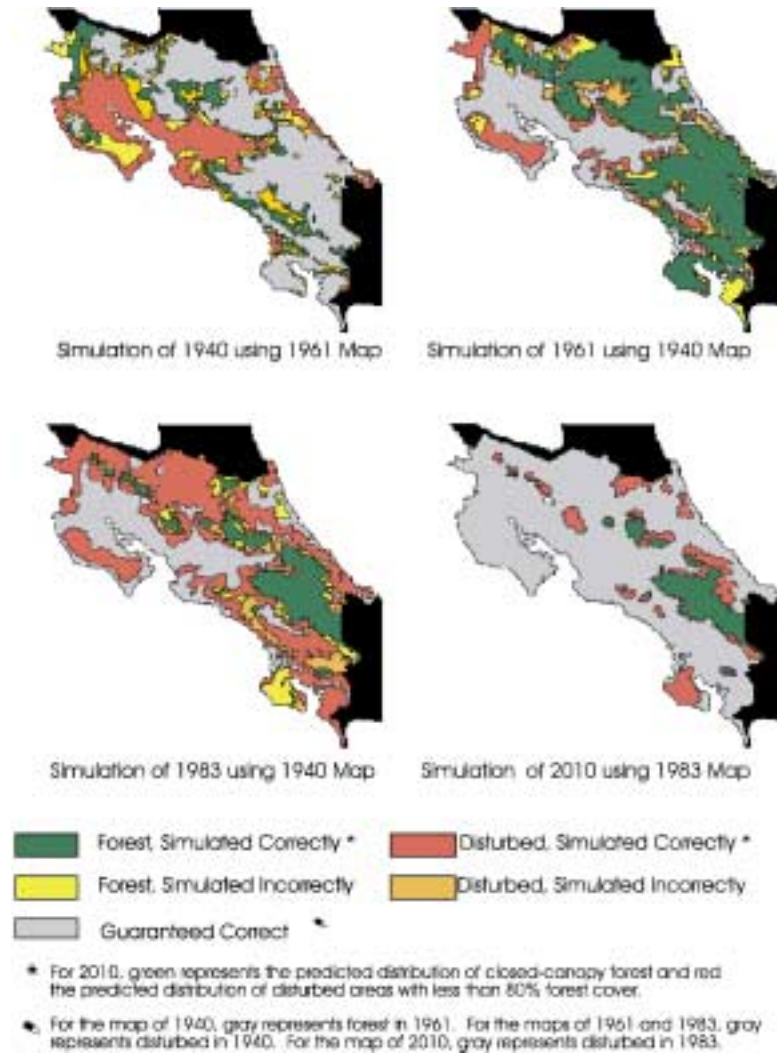 Simulation of 1940 using 1961 Map
Simulation of 1961 using 1940 Map
Simulation of 1983 using 1940 Map
Simulation of 2010 using 1983 Map
Forest, Simulated Correctly *
Disturbed, Simulated Correctly *
Forest, Simulated Incorrectly
Disturbed, Simulated Incorrectly
Guaranteed Correct
* For 2010, green represents the predicted distribution of closed-canopy forest and red
the predicted distribution of disturbed areas with less than 80% forest cover.
For the map of 1940, gray represents forest in 1961. For the maps of 1961 and 1983, gray
represents disturbed in 1940. For the map of 2010, gray represents disturbed in 1983.